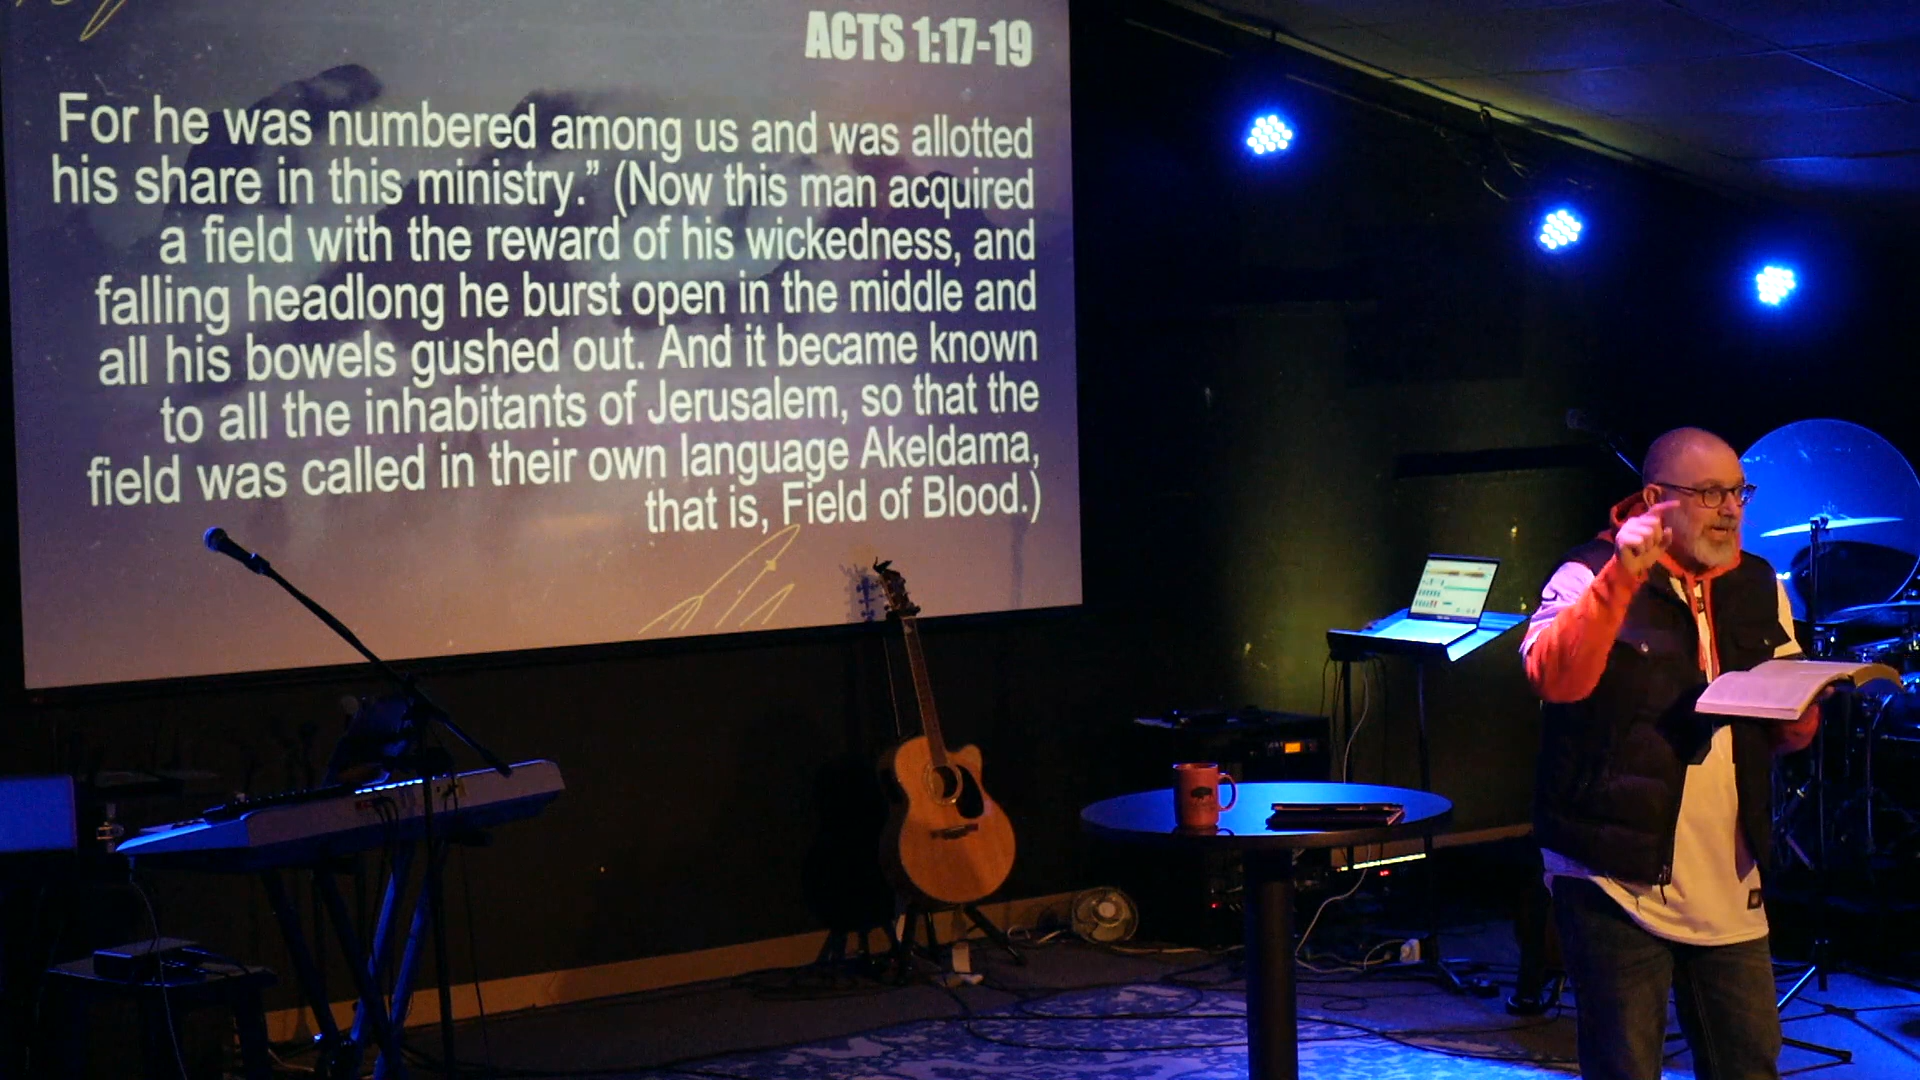 ACTS 1:17-19
For he was numbered among us and was allotted
his share in this ministry.” (Now this man acquired
a field with the reward of his wickedness, and
falling headlong he burst open in the middle and
all his bowels gushed out. And it became known
to all the inhabitants of Jerusalem, so that the
field was called in their own language Akeldama,
that is, Field of Blood.)